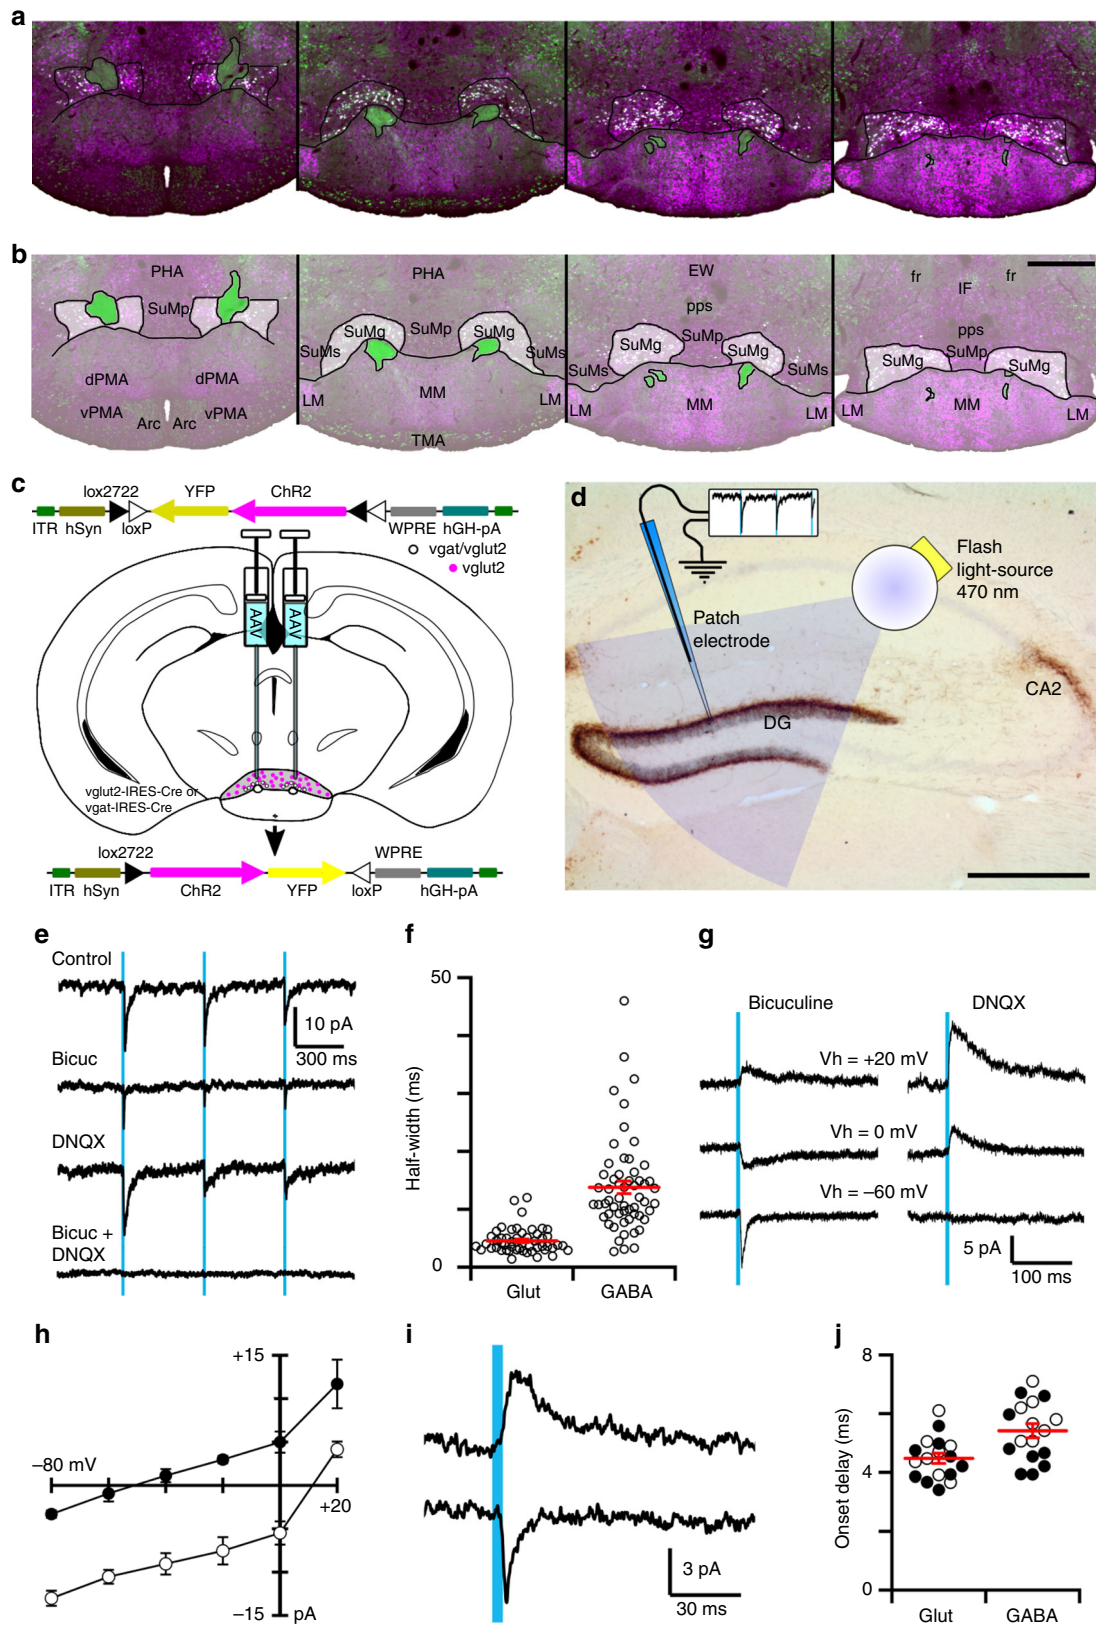 a
b
PHA
SuMp
dPMA
dPMA
vPMA
Arc
Arc
vPMA
PHA
SuMg
SuMp
SuMg
SuMs
SuMs
LM
MM
LM
TMA
EW
pps
SuMp
SuMg
SuMg
SuMs
SuMs
LM
MM
LM
fr
IF
fr
pps
SuMg
SuMp
SuMg
LM
MM
LM
c
lox2722
YFP
ChR2
ITR
hSyn
loxP
WPRE
hGH-pA
vgat/vglut2
vglut2
AAV
AAV
vglut2-IRES-Cre or
vgat-IRES-Cre
lox2722
WPRE
ITR
hSyn
ChR2
YFP
loxP
hGH-pA
d
Patch
electrode
Flash
light-source
470 nm
DG
CA2
e
Control
10 pA
300 ms
Bicuc
DNQX
Bicuc +
DNQX
f
50
Half-width (ms)
0
Glut
GABA
g
Bicuculine
DNQX
Vh = +20 mV
Vh = 0 mV
Vh = –60 mV
5 pA
100 ms
h
+15
–80 mV
+20
–15
pA
i
3 pA
30 ms
j
8
Onset delay (ms)
4
0
Glut
GABA